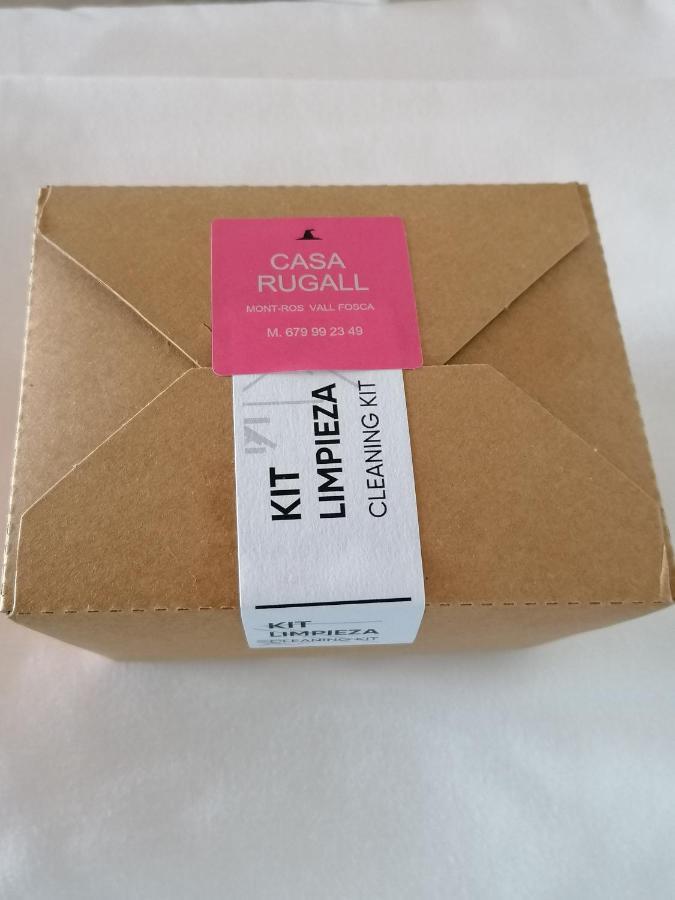 CASA
RUGALL
MONT-ROS VALL FOSCA
M. 679 99 23 49
KIT
LIMPIEZA
CLEANING KIT
KIT
LIMPIEZA
CLEANING KIT